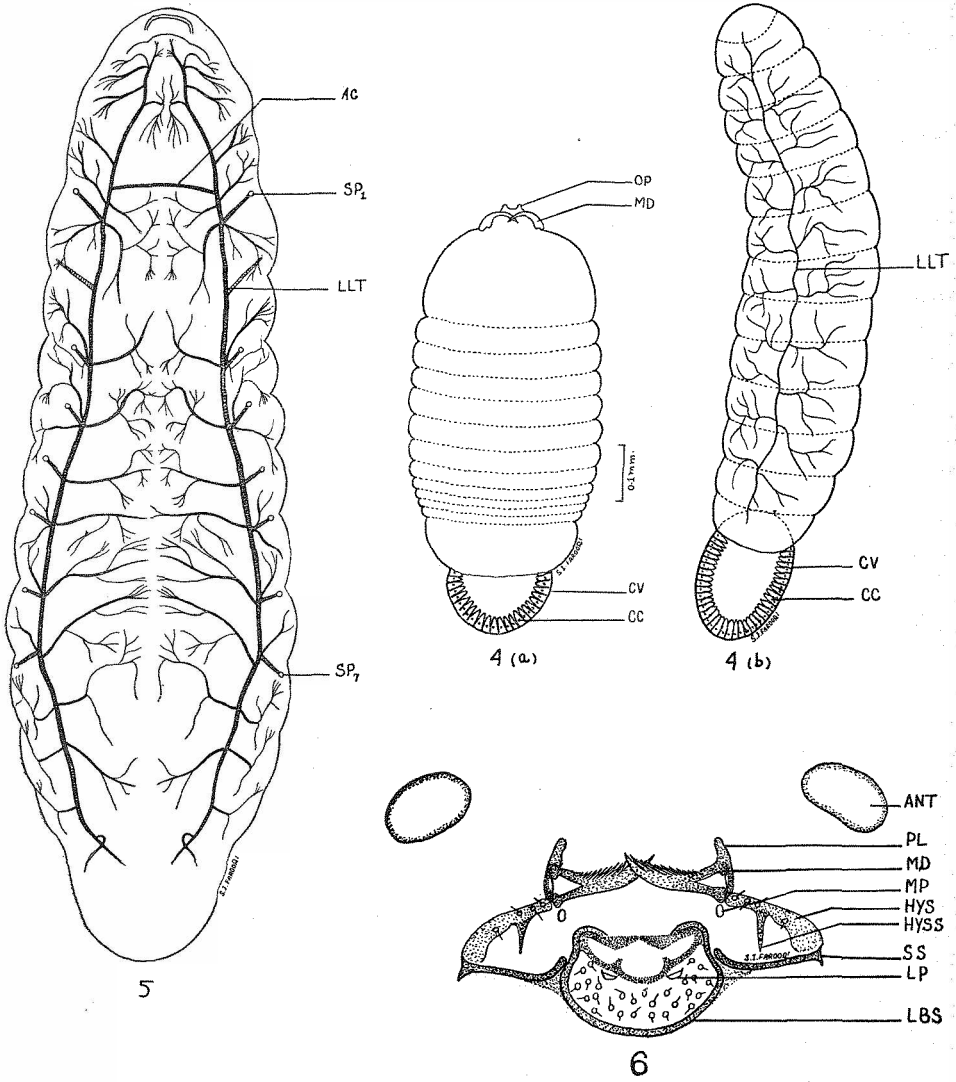 AC
SP1
LLT
SP7
S.I.FAROOQI
5
OP
MD
0.1mm.
S.I.FAROOQI
CV
CC
4 (a)
LLT
CV
CC
S.I.FAROOQI
4 (b)
ANT
PL
MD
MP
HYS
HYSS
SS
LP
LBS
S.I.FAROOQI
6